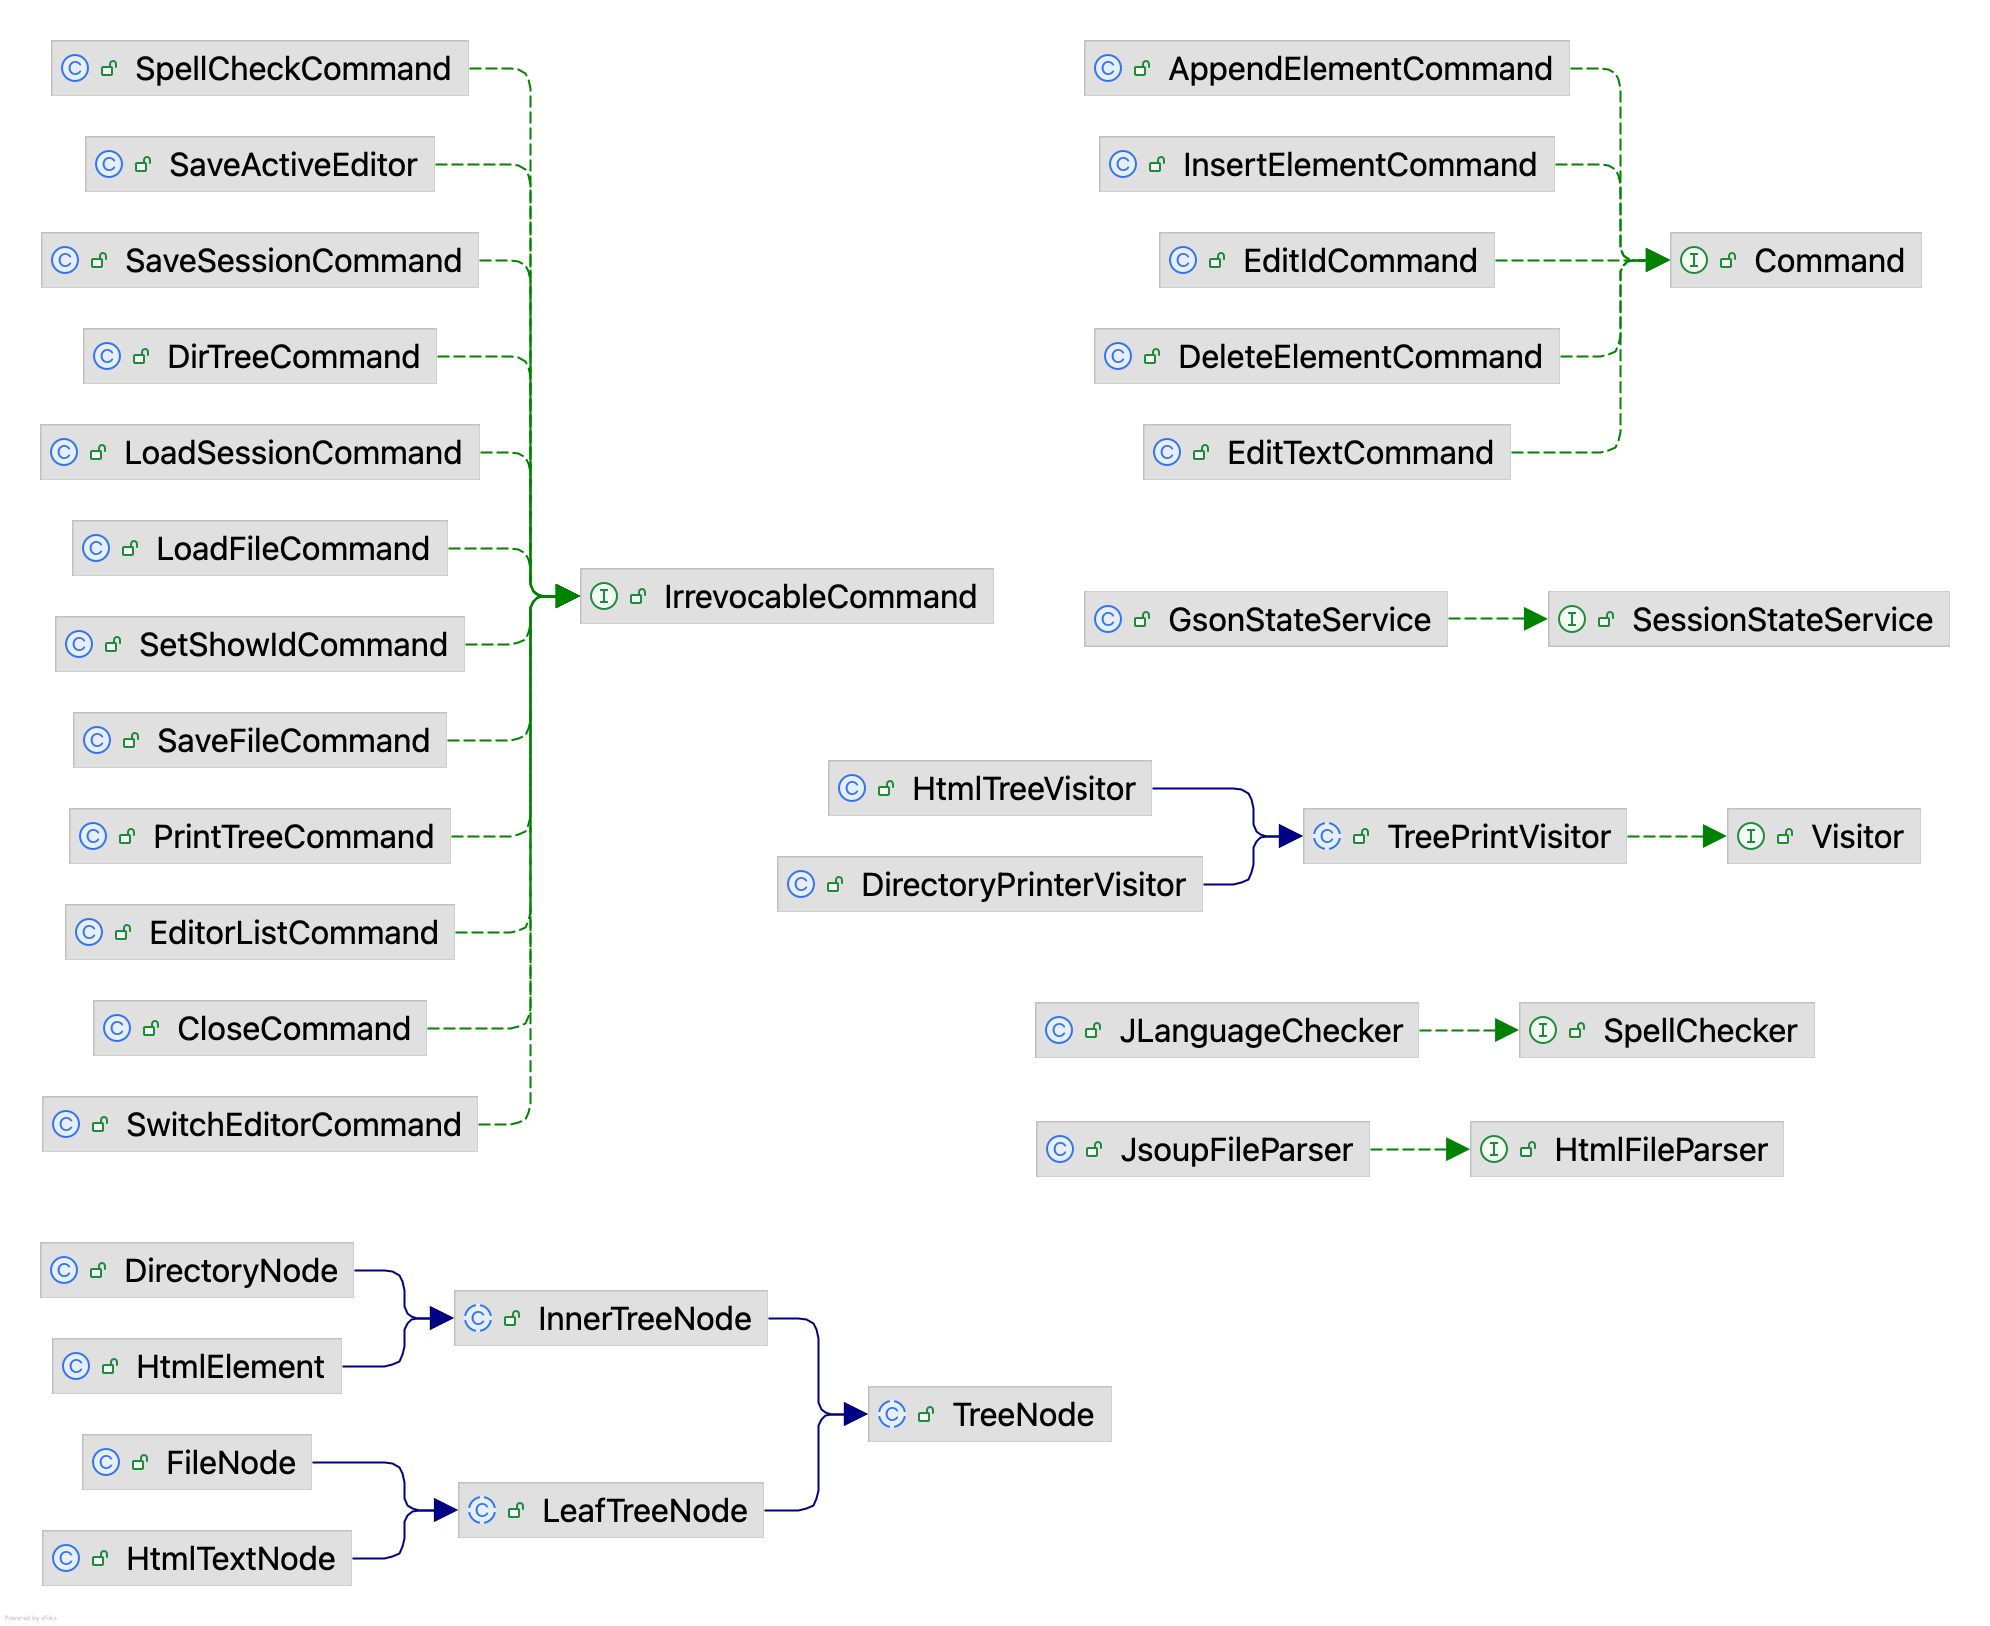 SpellCheckCommand
SaveActiveEditor
SaveSessionCommand
DirTreeCommand
LoadSessionCommand
LoadFileCommand
SetShowIdCommand
SaveFileCommand
PrintTreeCommand
EditorListCommand
CloseCommand
SwitchEditorCommand
IrrevocableCommand
AppendElementCommand
InsertElementCommand
EditIdCommand
DeleteElementCommand
EditTextCommand
Command
GsonStateService
SessionStateService
HtmlTreeVisitor
DirectoryPrinterVisitor
TreePrintVisitor
Visitor
JLanguageChecker
SpellChecker
JsoupFileParser
HtmlFileParser
DirectoryNode
HtmlElement
InnerTreeNode
FileNode
HtmlTextNode
LeafTreeNode
TreeNode
Powered by yFiles